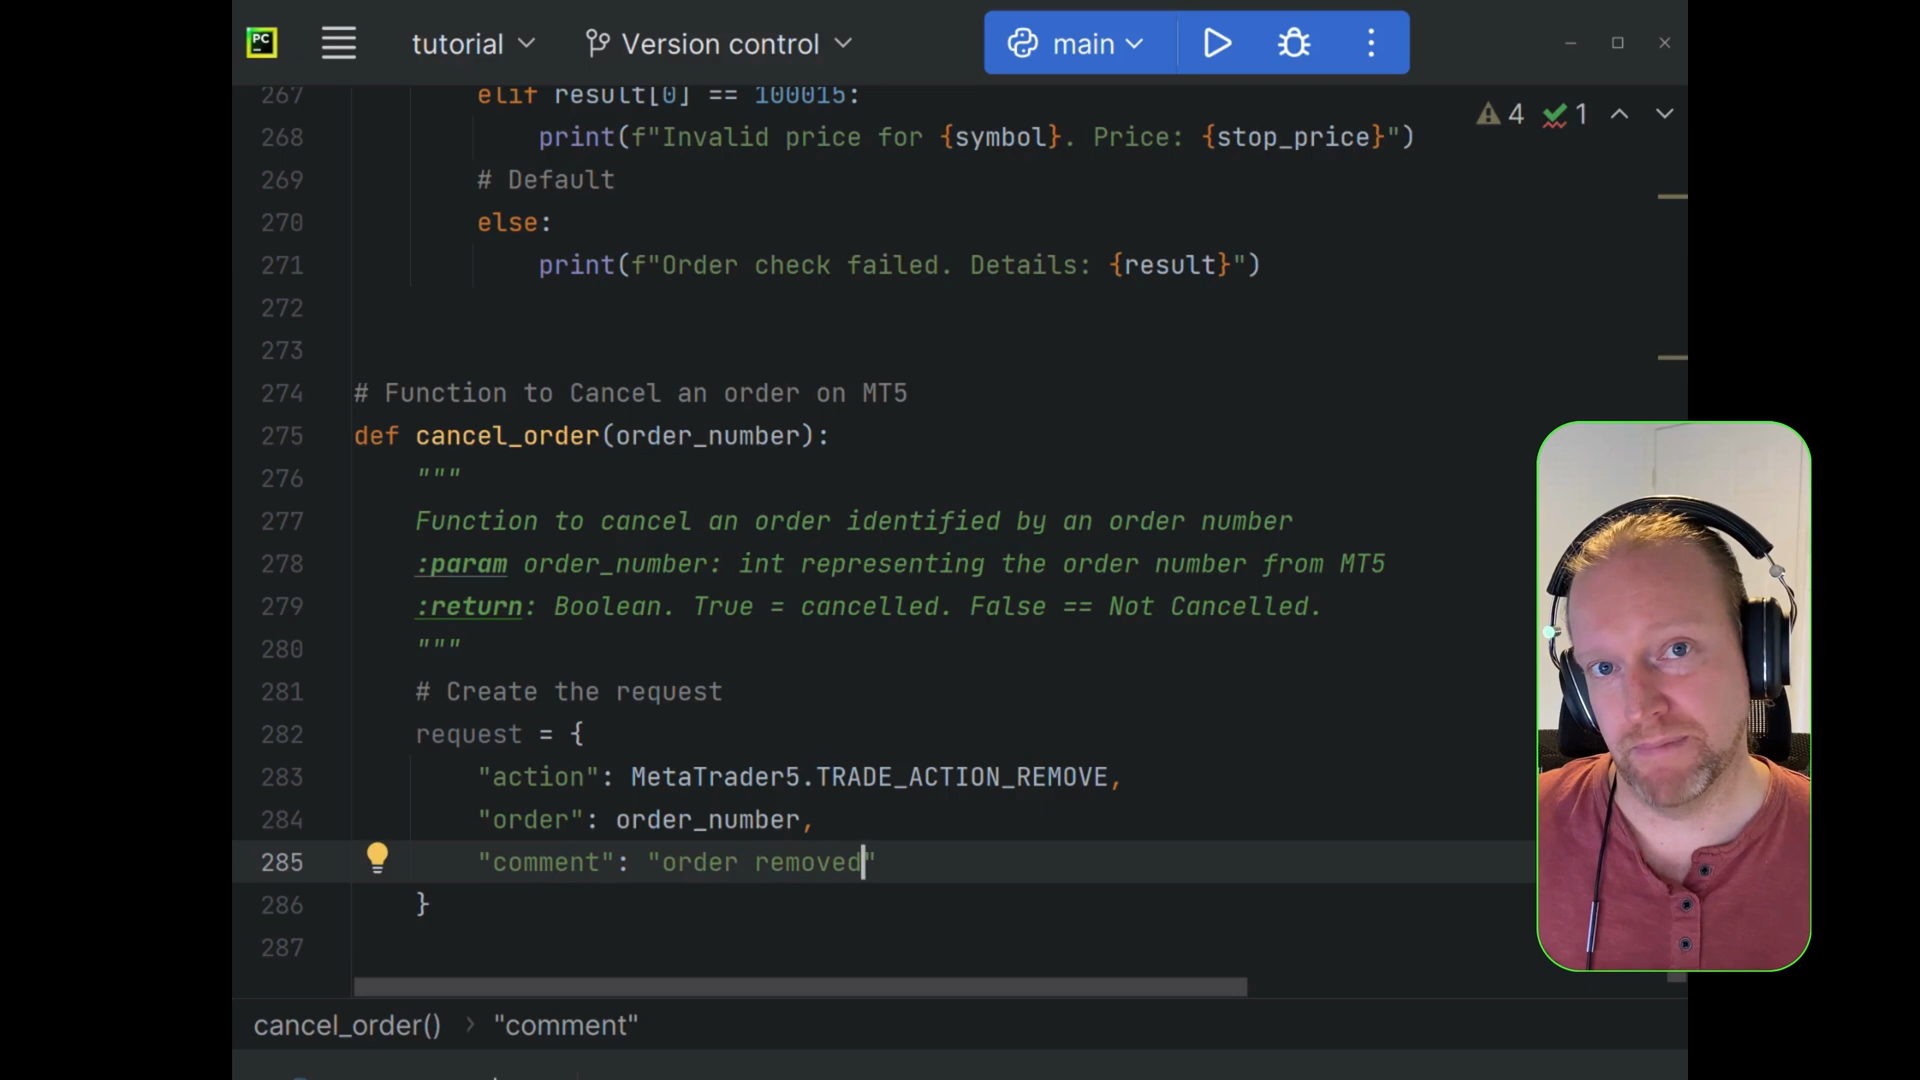 PC
tutorial
Version control
main
4
1
267 elif result[0] == 100015:
268 print(f"Invalid price for {symbol}. Price: {stop_price}")
269 # Default
270 else:
271 print(f"Order check failed. Details: {result}")
272
273
274 # Function to Cancel an order on MT5
275 def cancel_order(order_number):
276 """
277 Function to cancel an order identified by an order number
278 :param order_number: int representing the order number from MT5
279 :return: Boolean. True = cancelled. False == Not Cancelled.
280 """
281 # Create the request
282 request = {
283 "action": MetaTrader5.TRADE_ACTION_REMOVE,
284 "order": order_number,
285 "comment": "order removed"
286 }
287
cancel_order() > "comment"